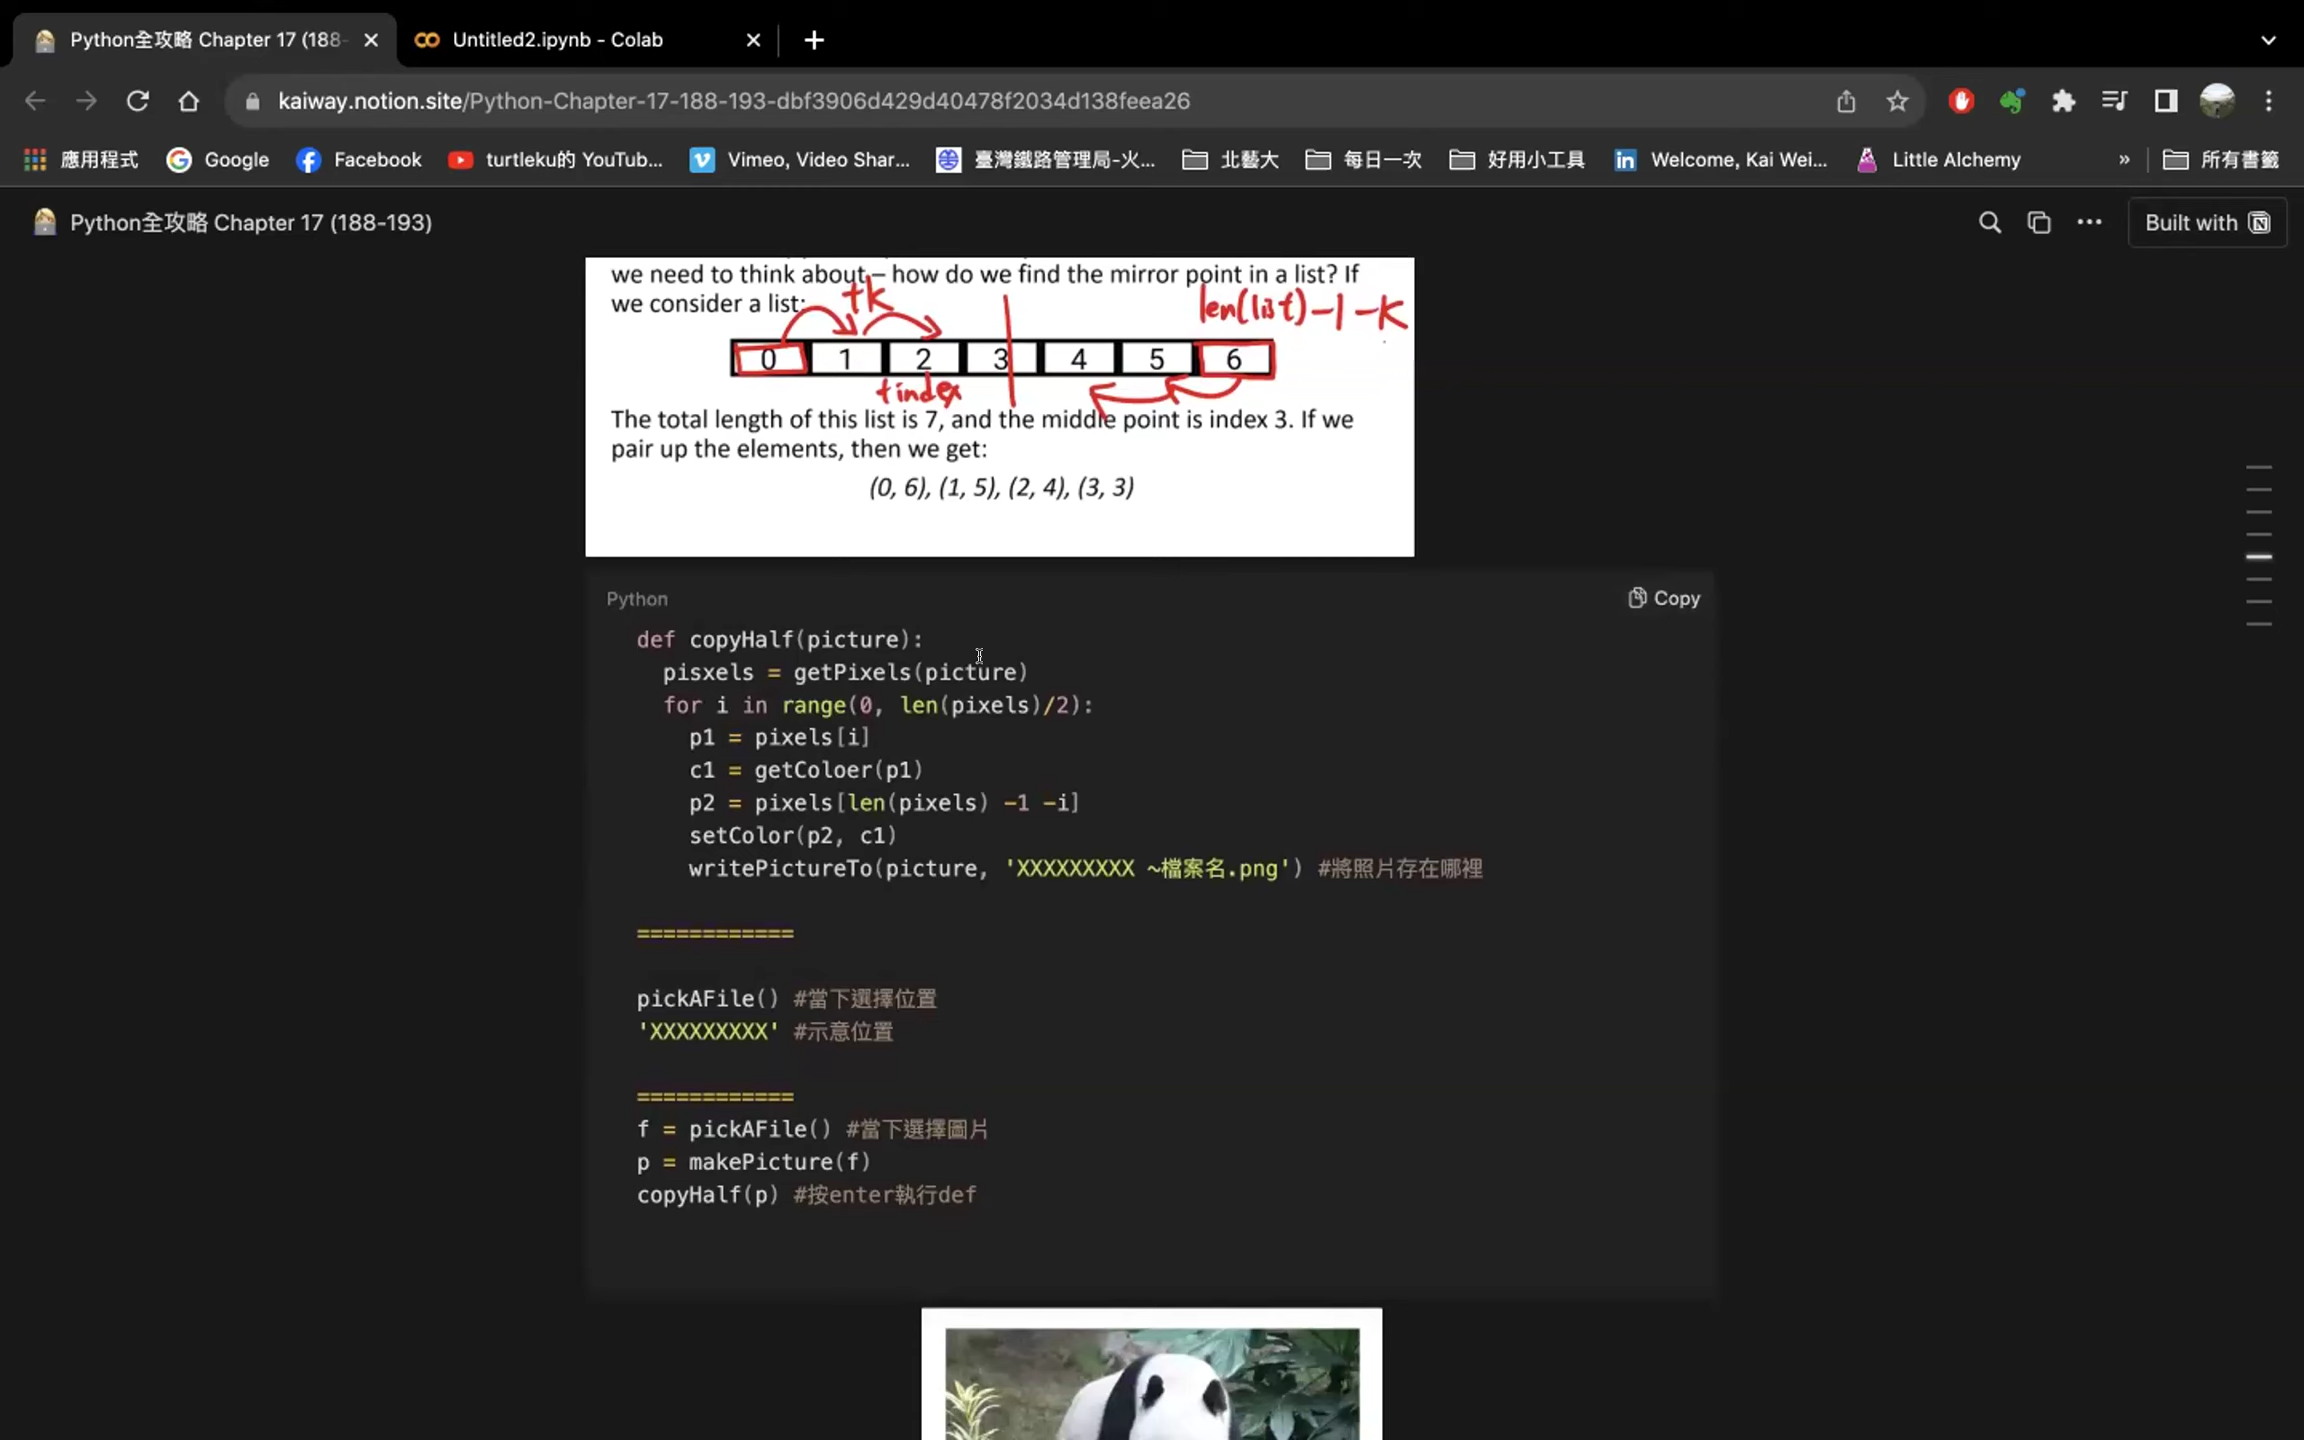 Python全攻略 Chapter 17 (188-
Untitled2.ipynb - Colab
kaiway.notion.site/Python-Chapter-17-188-193-dbf3906d429d40478f2034d138feea26
應用程式
Google
Facebook
turtleku的 YouTub...
Vimeo, Video Shar...
臺灣鐵路管理局-火...
北藝大
每日一次
好用小工具
Welcome, Kai Wei...
Little Alchemy
»
所有書籤
Python全攻略 Chapter 17 (188-193)
Built with
we need to think about – how do we find the mirror point in a list? If
we consider a list:
+k
len(list)-1-K
0 1 2 3 4 5 6
+index
The total length of this list is 7, and the middle point is index 3. If we
pair up the elements, then we get:
(0, 6), (1, 5), (2, 4), (3, 3)
Python
Copy
def copyHalf(picture):
pisxels = getPixels(picture)
for i in range(0, len(pixels)/2):
p1 = pixels[i]
c1 = getColoer(p1)
p2 = pixels[len(pixels) -1 -i]
setColor(p2, c1)
writePictureTo(picture, 'XXXXXXXXX ~檔案名.png') #將照片存在哪裡
============
pickAFile() #當下選擇位置
'XXXXXXXXX' #示意位置
============
f = pickAFile() #當下選擇圖片
p = makePicture(f)
copyHalf(p) #按enter執行def